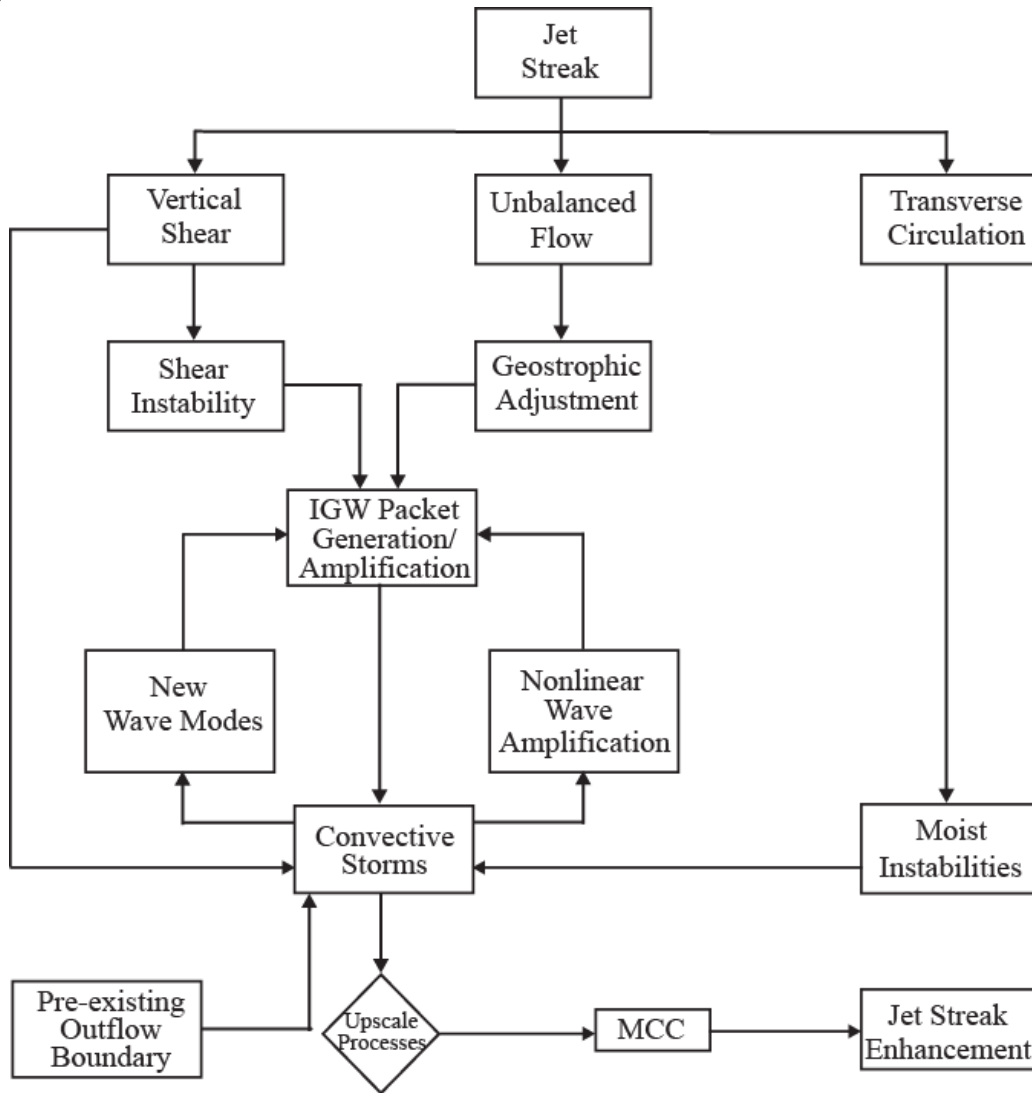 Jet
Streak
Vertical
Shear
Unbalanced
Flow
Transverse
Circulation
Shear
Instability
Geostrophic
Adjustment
IGW Packet
Generation/
Amplification
New
Wave Modes
Nonlinear
Wave
Amplification
Convective
Storms
Moist
Instabilities
Pre-existing
Outflow
Boundary
Upscale
Processes
MCC
Jet Streak
Enhancement